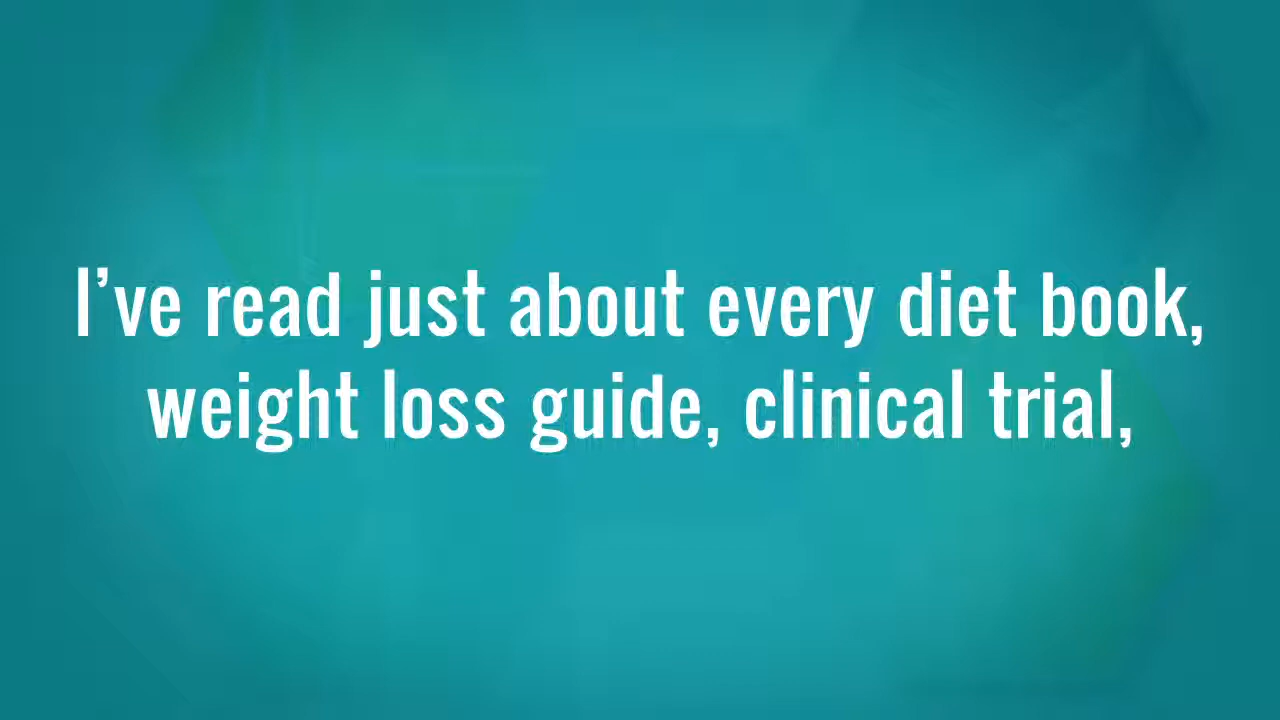 I’ve read just about every diet book,
weight loss guide, clinical trial,